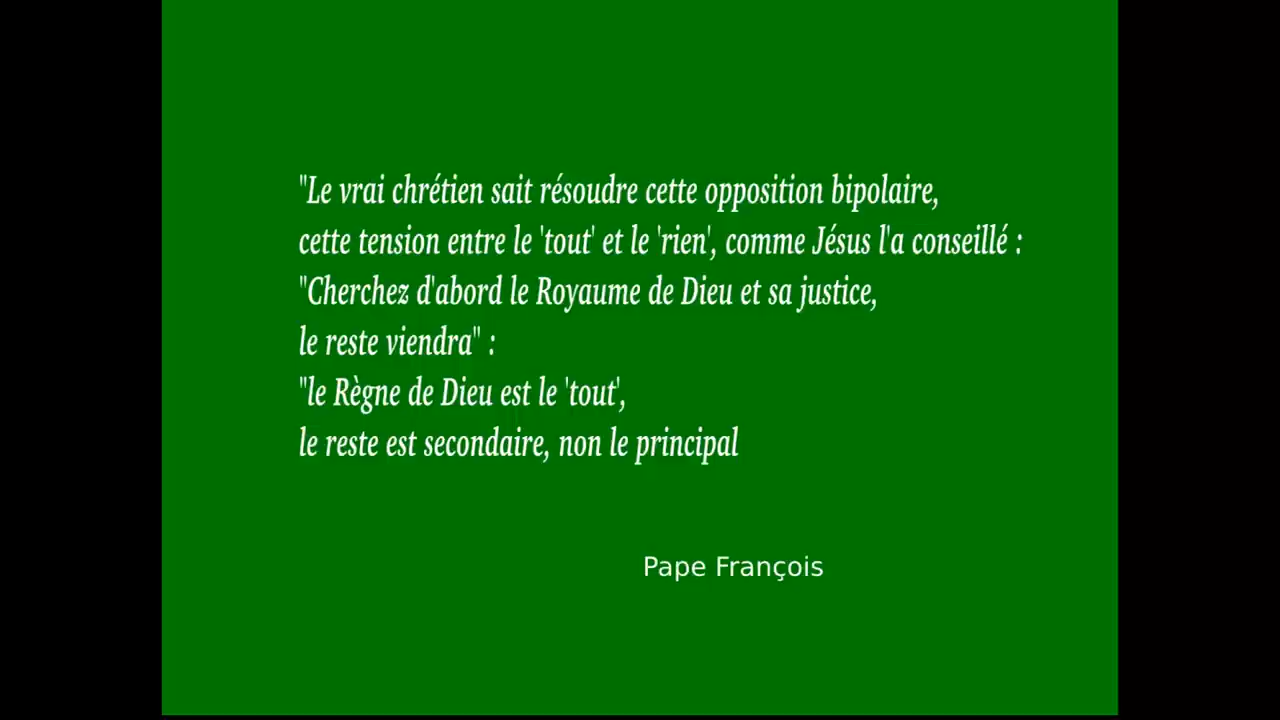 "Le vrai chrétien sait résoudre cette opposition bipolaire,
cette tension entre le 'tout' et le 'rien', comme Jésus l'a conseillé :
"Cherchez d'abord le Royaume de Dieu et sa justice,
le reste viendra" :
"le Règne de Dieu est le 'tout',
le reste est secondaire, non le principal
Pape François